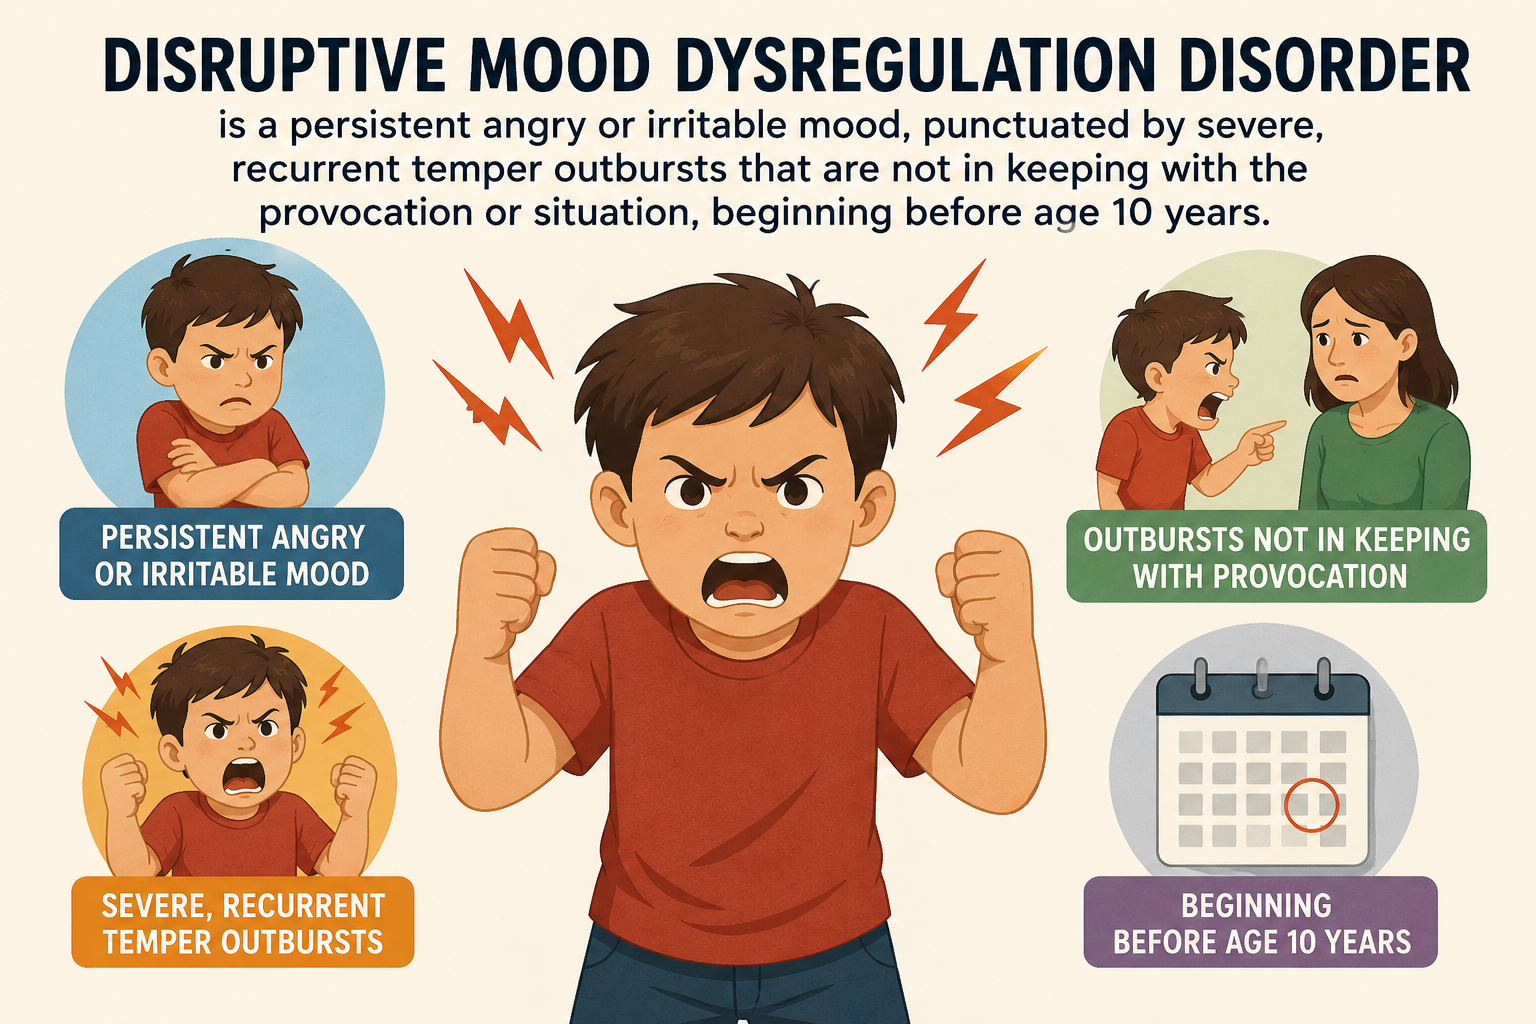 DISRUPTIVE MOOD DYSREGULATION DISORDER
is a persistent angry or irritable mood, punctuated by severe,
recurrent temper outbursts that are not in keeping with the
provocation or situation, beginning before age 10 years.
PERSISTENT ANGRY
OR IRRITABLE MOOD
OUTBURSTS NOT IN KEEPING
WITH PROVOCATION
SEVERE, RECURRENT
TEMPER OUTBURSTS
BEGINNING
BEFORE AGE 10 YEARS